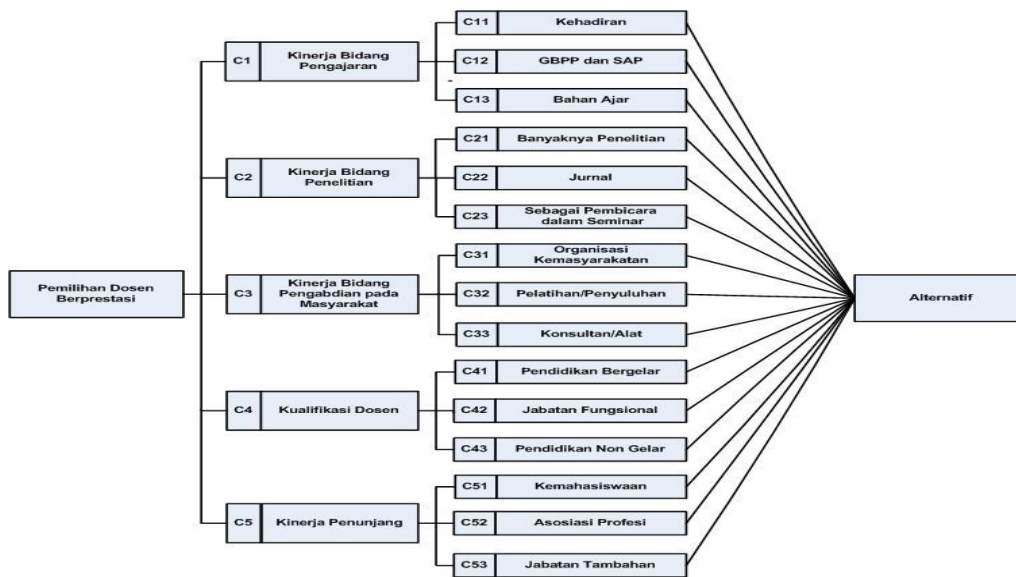 Pemilihan Dosen
Berprestasi
C1
Kinerja Bidang
Pengajaran
C11
Kehadiran
C12
GBPP dan SAP
C13
Bahan Ajar
C2
Kinerja Bidang
Penelitian
C21
Banyaknya Penelitian
C22
Jurnal
C23
Sebagai Pembicara
dalam Seminar
C3
Kinerja Bidang
Pengabdian pada
Masyarakat
C31
Organisasi
Kemasyarakatan
C32
Pelatihan/Penyuluhan
C33
Konsultan/Alat
C4
Kualifikasi Dosen
C41
Pendidikan Bergelar
C42
Jabatan Fungsional
C43
Pendidikan Non Gelar
C5
Kinerja Penunjang
C51
Kemahasiswaan
C52
Asosiasi Profesi
C53
Jabatan Tambahan
Alternatif